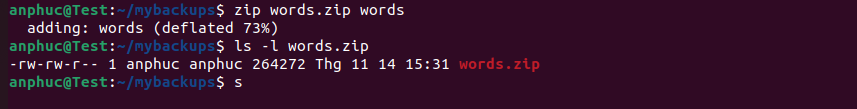 anphuc@Test:~/mybackups$ zip words.zip words
  adding: words (deflated 73%)
anphuc@Test:~/mybackups$ ls -l words.zip
-rw-rw-r-- 1 anphuc anphuc 264272 Thg 11 14 15:31 words.zip
anphuc@Test:~/mybackups$ s